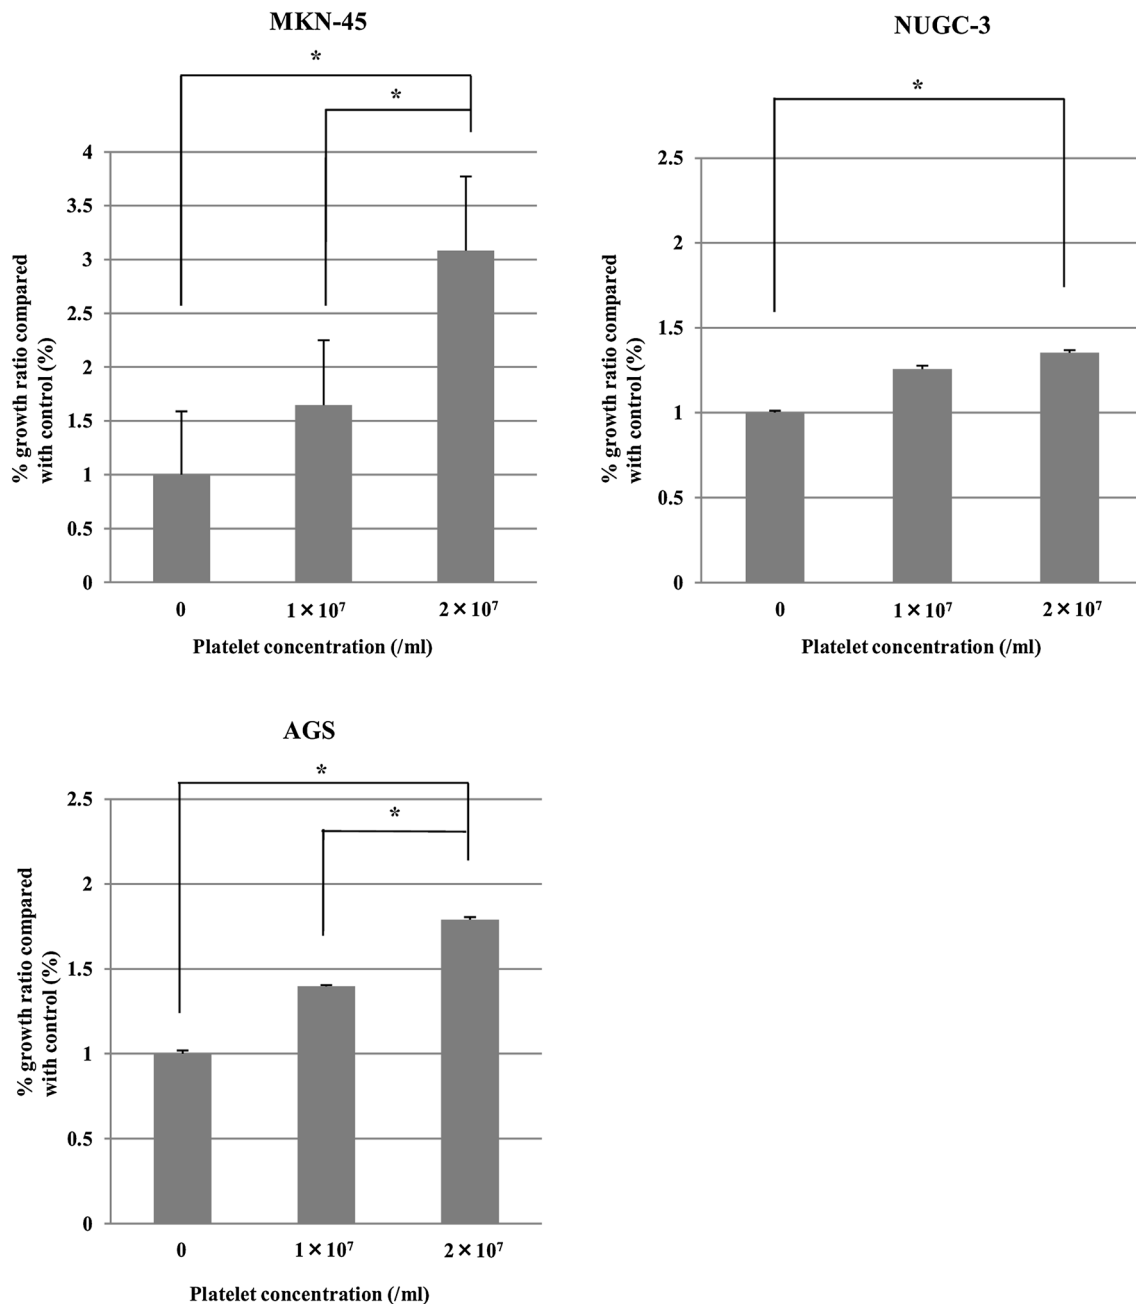 MKN-45
*
*
4
3.5
3
2.5
2
1.5
1
0.5
0
% growth ratio compared
with control (%)
0
1×10⁷
2×10⁷
Platelet concentration (/ml)
NUGC-3
*
2.5
2
1.5
1
0.5
0
% growth ratio compared
with control (%)
0
1×10⁷
2×10⁷
Platelet concentration (/ml)
AGS
*
*
2.5
2
1.5
1
0.5
0
% growth ratio compared
with control (%)
0
1×10⁷
2×10⁷
Platelet concentration (/ml)